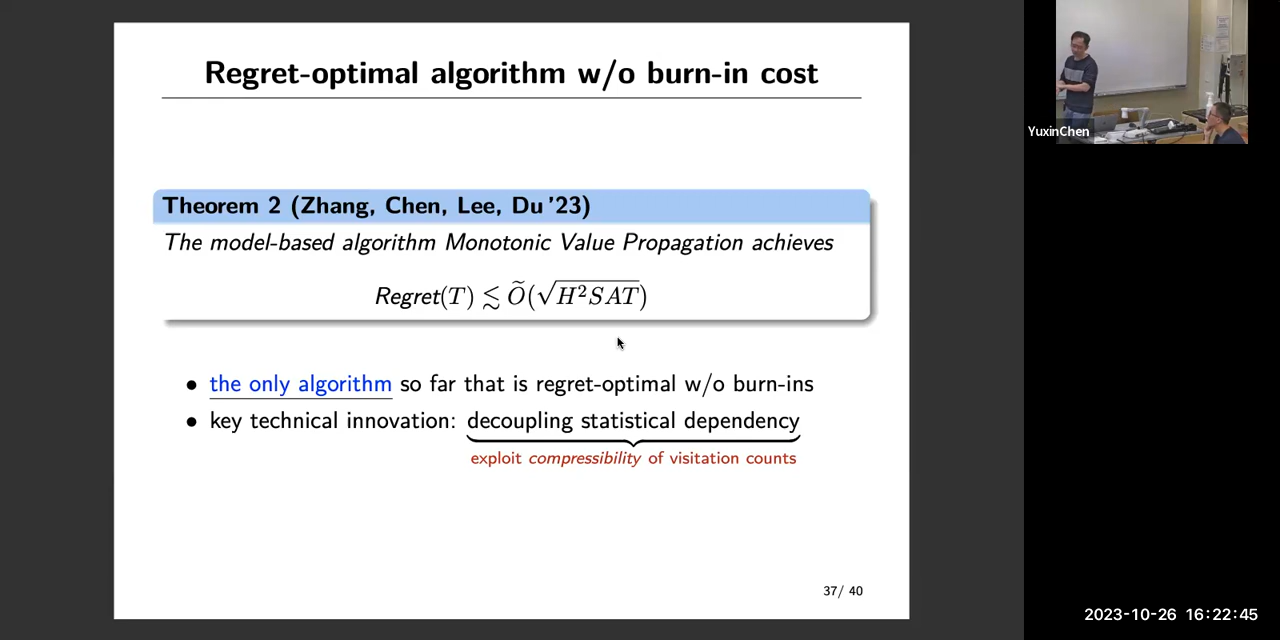 Regret-optimal algorithm w/o burn-in cost
Theorem 2 (Zhang, Chen, Lee, Du '23)
The model-based algorithm Monotonic Value Propagation achieves
Regret(T) ≲ Õ(√H²SAT)
• the only algorithm so far that is regret-optimal w/o burn-ins
• key technical innovation: decoupling statistical dependency
exploit compressibility of visitation counts
37/ 40
YuxinChen
2023-10-26 16:22:45